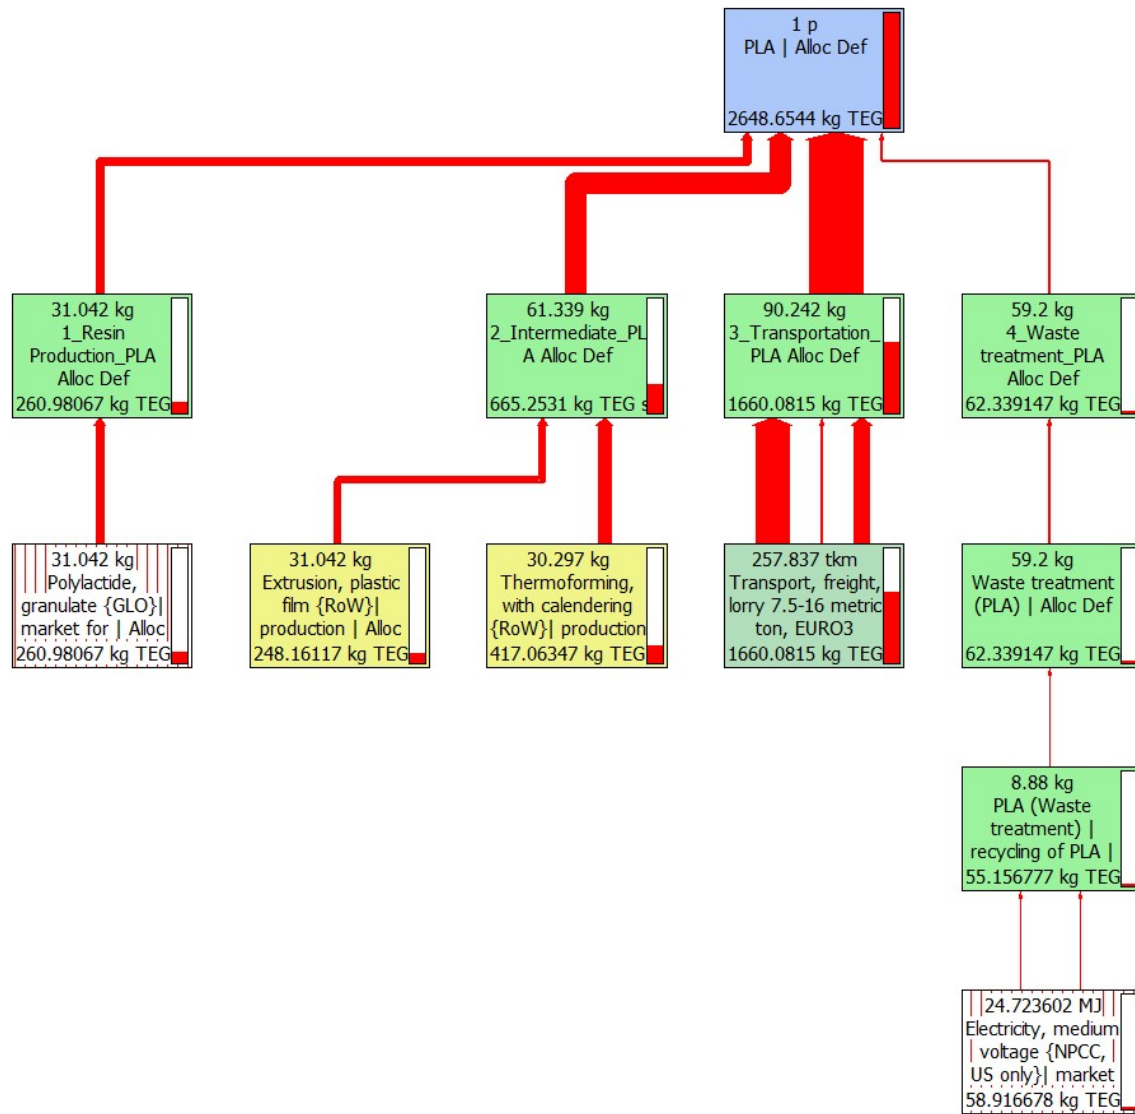 1 p
PLA | Alloc Def
2648.6544 kg TEG
31.042 kg
1_Resin
Production_PLA
Alloc Def
260.98067 kg TEG
61.339 kg
2_Intermediate_PL
A Alloc Def
665.2531 kg TEG s
90.242 kg
3_Transportation_
PLA Alloc Def
1660.0815 kg TEG
59.2 kg
4_Waste
treatment_PLA
Alloc Def
62.339147 kg TEG
31.042 kg
Polylactide,
granulate {GLO}|
market for | Alloc
260.98067 kg TEG
31.042 kg
Extrusion, plastic
film {RoW}|
production | Alloc
248.16117 kg TEG
30.297 kg
Thermoforming,
with calendering
{RoW}| production
417.06347 kg TEG
257.837 tkm
Transport, freight,
lorry 7.5-16 metric
ton, EURO3
1660.0815 kg TEG
59.2 kg
Waste treatment
(PLA) | Alloc Def
62.339147 kg TEG
8.88 kg
PLA (Waste
treatment) |
recycling of PLA |
55.156777 kg TEG
24.723602 MJ
Electricity, medium
voltage {NPCC,
US only}| market
58.916678 kg TEG